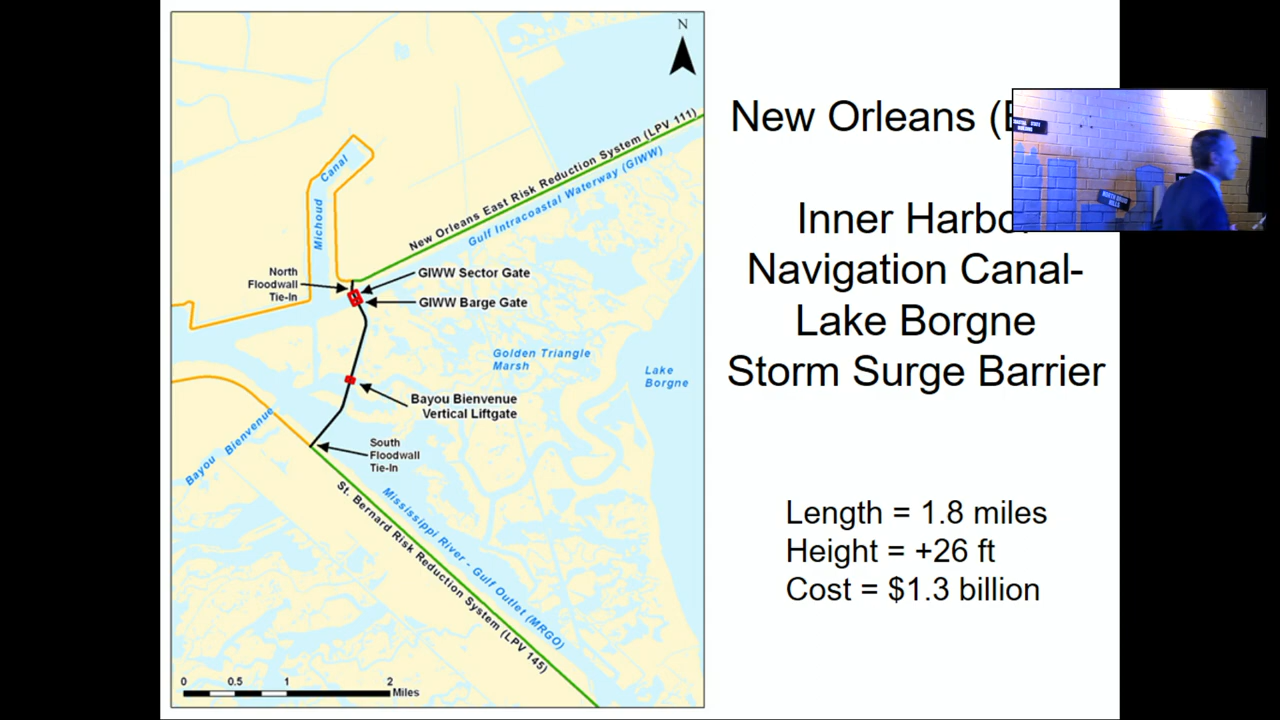 N
New Orleans East Risk Reduction System (LPV 111)
Gulf Intracoastal Waterway (GIWW)
Michoud Canal
North
Floodwall
Tie-In
GIWW Sector Gate
GIWW Barge Gate
Golden Triangle
Marsh
Lake
Borgne
Bayou Bienvenue
Vertical Liftgate
Bayou Bienvenue
South
Floodwall
Tie-In
Mississippi River - Gulf Outlet (MRGO)
St. Bernard Risk Reduction System (LPV 145)
0 0.5 1 2
Miles
New Orleans
Inner
Navigation Canal-
Lake Borgne
Storm Surge Barrier
Length = 1.8 miles
Height = +26 ft
Cost = $1.3 billion